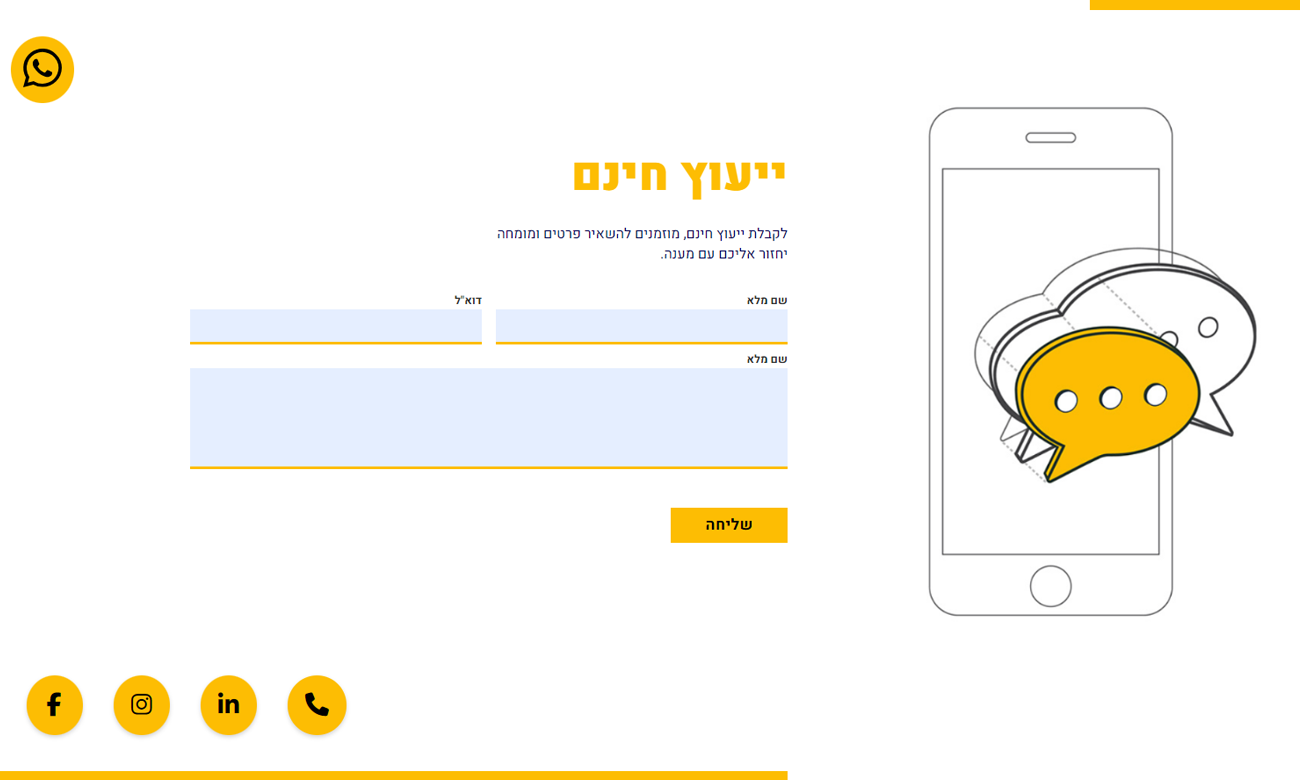 ייעוץ חינם
לקבלת ייעוץ חינם, מוזמנים להשאיר פרטים ומומחה
יחזור אליכם עם מענה.
שם מלא
דוא"ל
שם מלא
שליחה